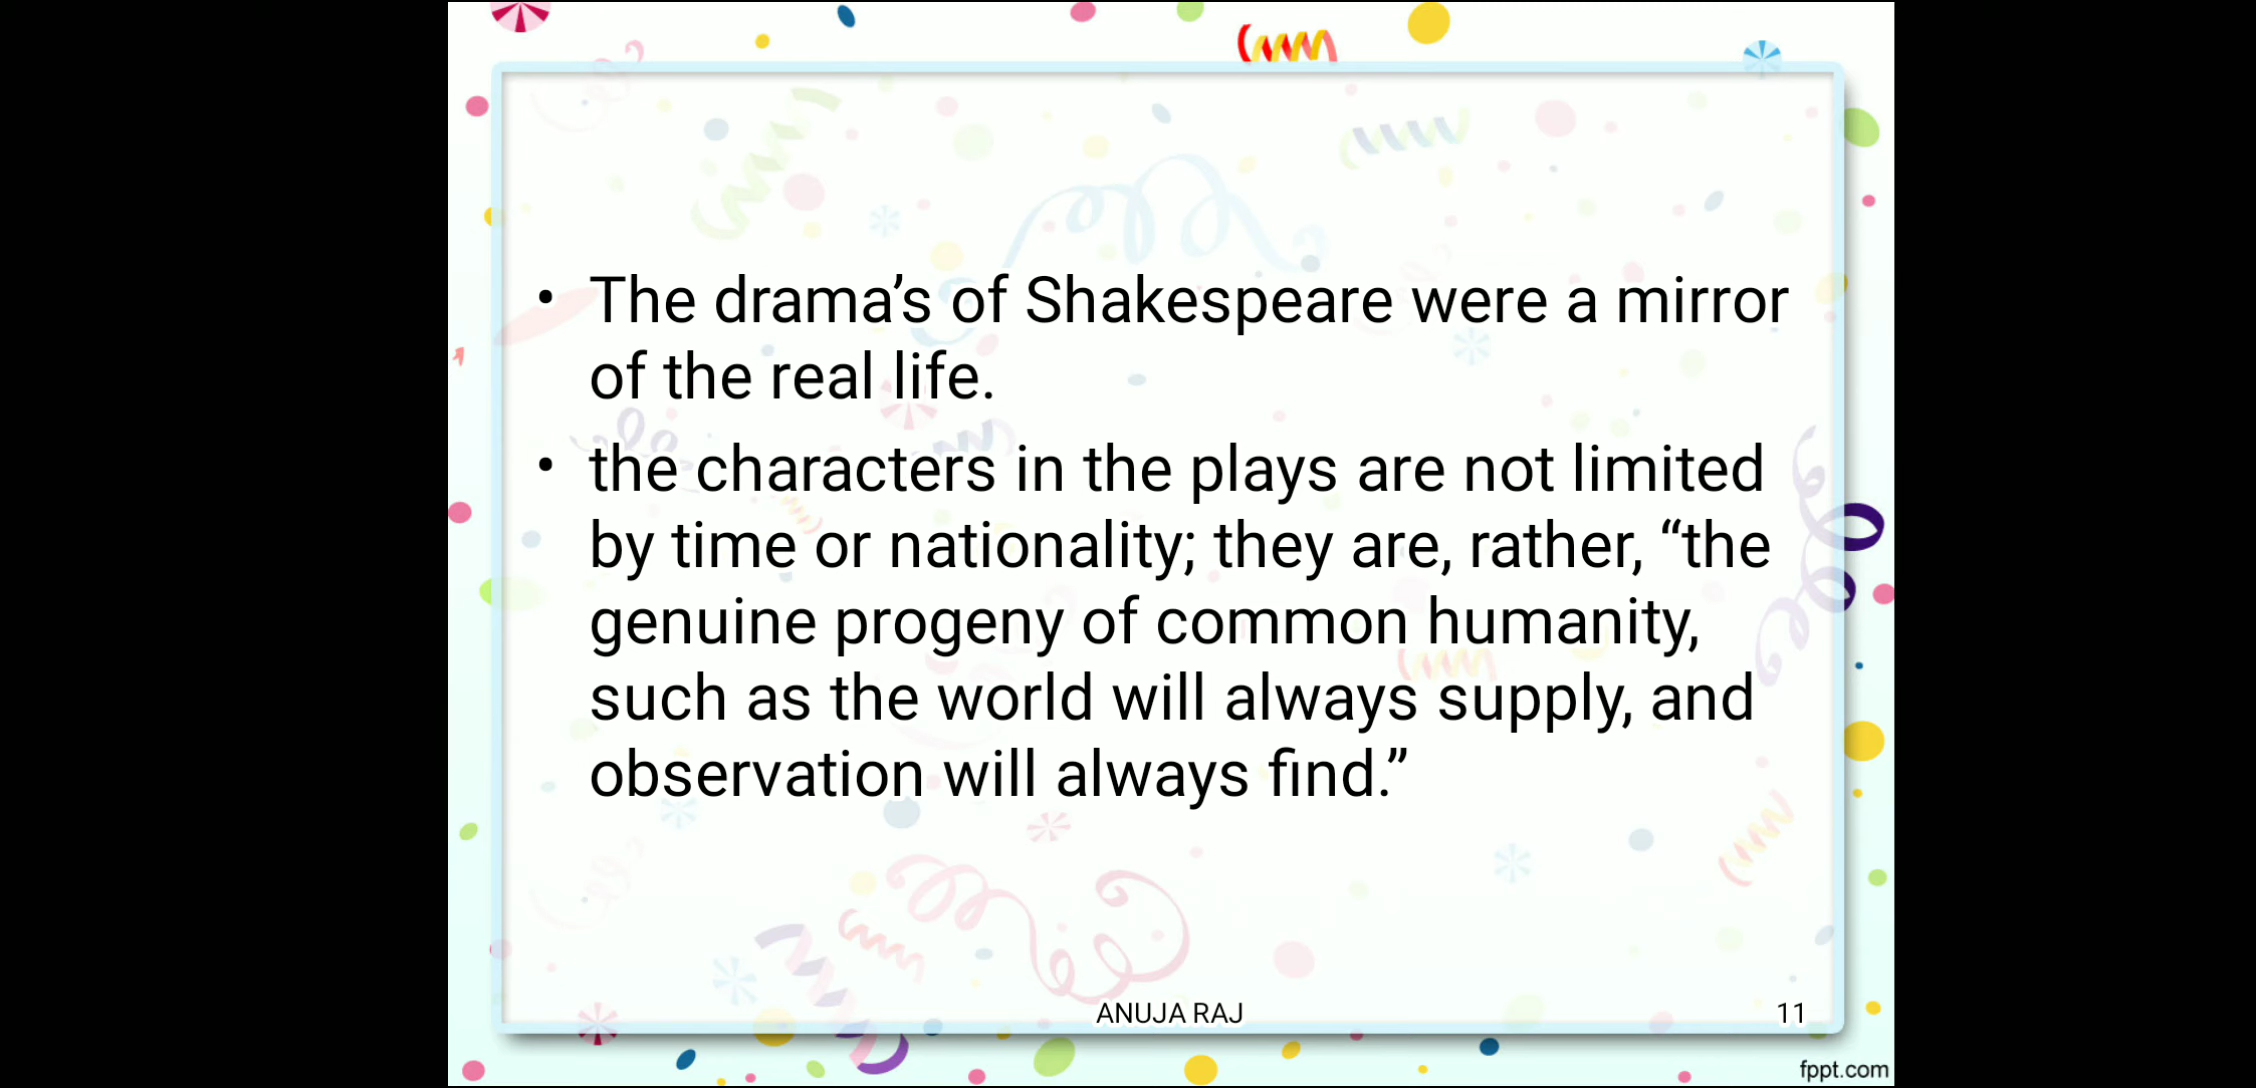 • The drama’s of Shakespeare were a mirror
of the real life.
• the characters in the plays are not limited
by time or nationality; they are, rather, “the
genuine progeny of common humanity,
such as the world will always supply, and
observation will always find.”
ANUJA RAJ
11
fppt.com